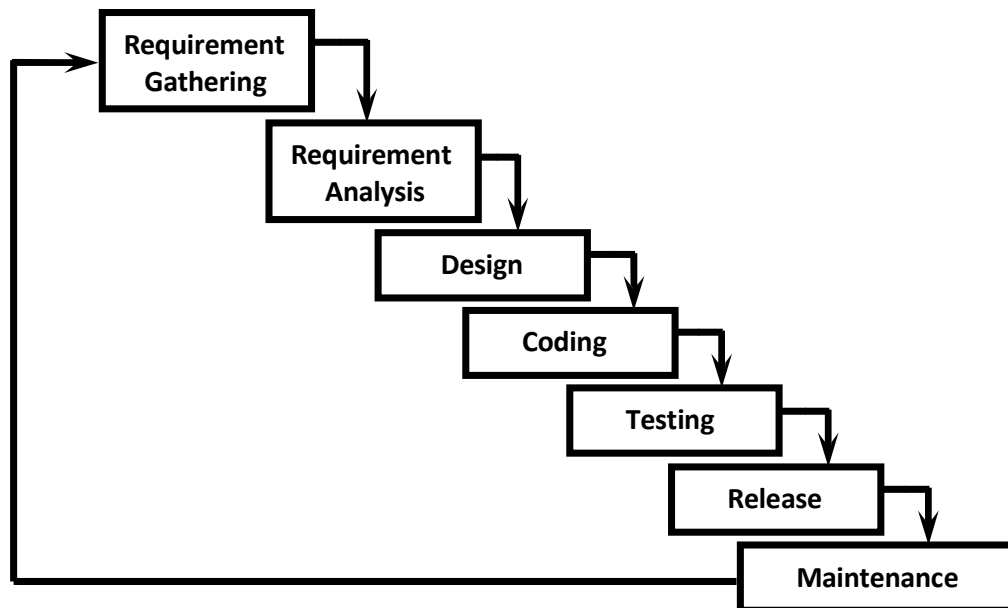 Requirement
Gathering
Requirement
Analysis
Design
Coding
Testing
Release
Maintenance